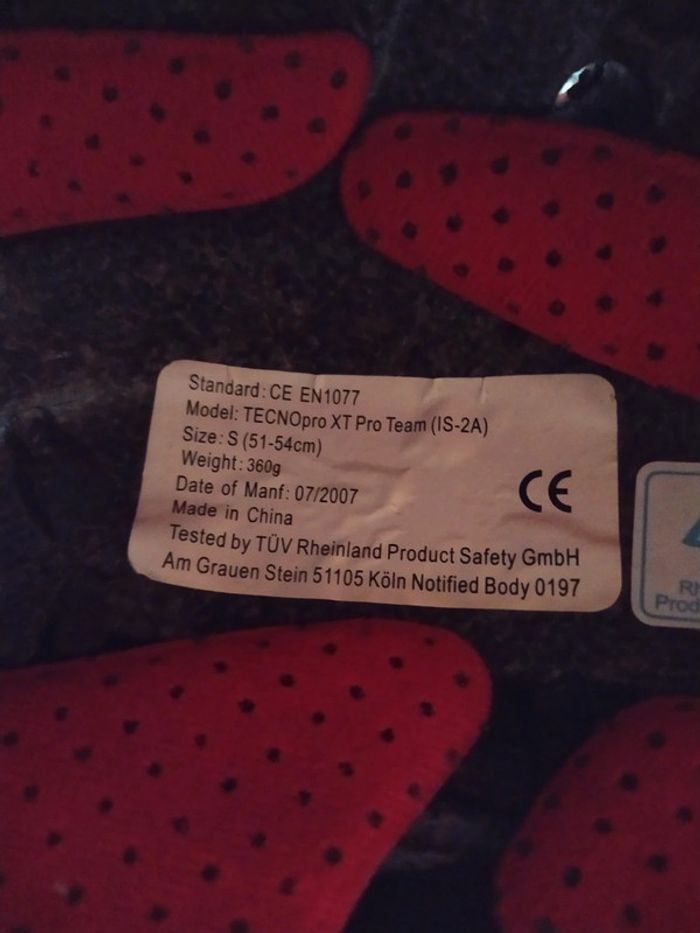 Standard: CE EN1077
Model: TECNOpro XT Pro Team (IS-2A)
Size: S (51-54cm)
Weight: 360g
Date of Manf: 07/2007
CE
Made in China
Tested by TÜV Rheinland Product Safety GmbH
Am Grauen Stein 51105 Köln Notified Body 0197